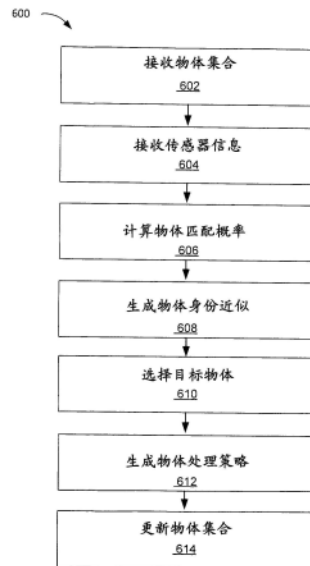 600
接收物体集合
602
接收传感器信息
604
计算物体匹配概率
606
生成物体身份近似
608
选择目标物体
610
生成物体处理策略
612
更新物体集合
614